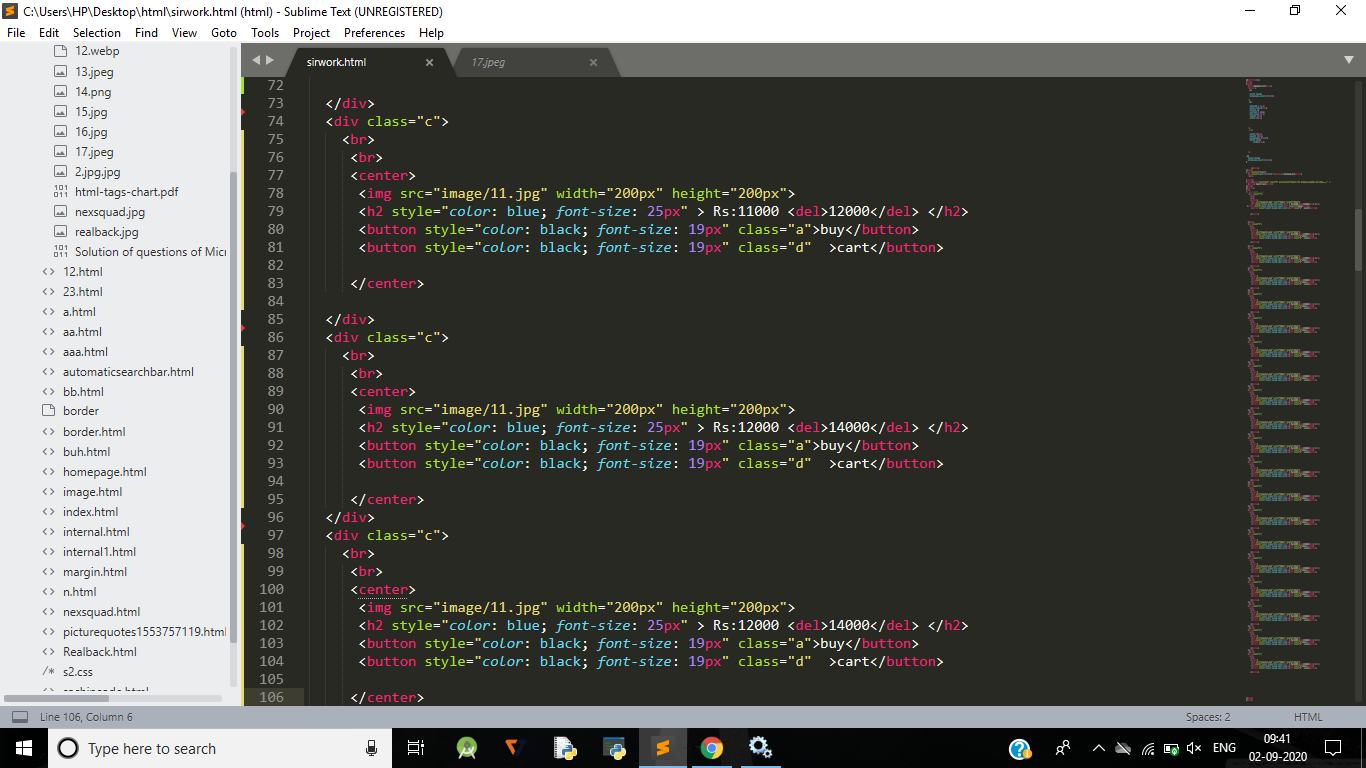 C:\Users\HP\Desktop\html\sirwork.html (html) - Sublime Text (UNREGISTERED)
File Edit Selection Find View Goto Tools Project Preferences Help
12.webp
13.jpeg
14.png
15.jpg
16.jpg
17.jpeg
2.jpg.jpg
html-tags-chart.pdf
nexsquad.jpg
realback.jpg
Solution of questions of Micr
12.html
23.html
a.html
aa.html
aaa.html
automaticsearchbar.html
bb.html
border
border.html
buh.html
homepage.html
image.html
index.html
internal.html
internal1.html
margin.html
n.html
nexsquad.html
picturequotes1553757119.html
Realback.html
s2.css
sirwork.html 17.jpeg
72
73 </div>
74 <div class="c">
75 <br>
76 <br>
77 <center>
78 <img src="image/11.jpg" width="200px" height="200px">
79 <h2 style="color: blue; font-size: 25px" > Rs:11000 <del>12000</del> </h2>
80 <button style="color: black; font-size: 19px" class="a">buy</button>
81 <button style="color: black; font-size: 19px" class="d"  >cart</button>
82
83 </center>
84
85 </div>
86 <div class="c">
87 <br>
88 <br>
89 <center>
90 <img src="image/11.jpg" width="200px" height="200px">
91 <h2 style="color: blue; font-size: 25px" > Rs:12000 <del>14000</del> </h2>
92 <button style="color: black; font-size: 19px" class="a">buy</button>
93 <button style="color: black; font-size: 19px" class="d"  >cart</button>
94
95 </center>
96 </div>
97 <div class="c">
98 <br>
99 <br>
100 <center>
101 <img src="image/11.jpg" width="200px" height="200px">
102 <h2 style="color: blue; font-size: 25px" > Rs:12000 <del>14000</del> </h2>
103 <button style="color: black; font-size: 19px" class="a">buy</button>
104 <button style="color: black; font-size: 19px" class="d"  >cart</button>
105
106 </center>
Line 106, Column 6 Spaces: 2 HTML
Type here to search
ENG
09:41
02-09-2020